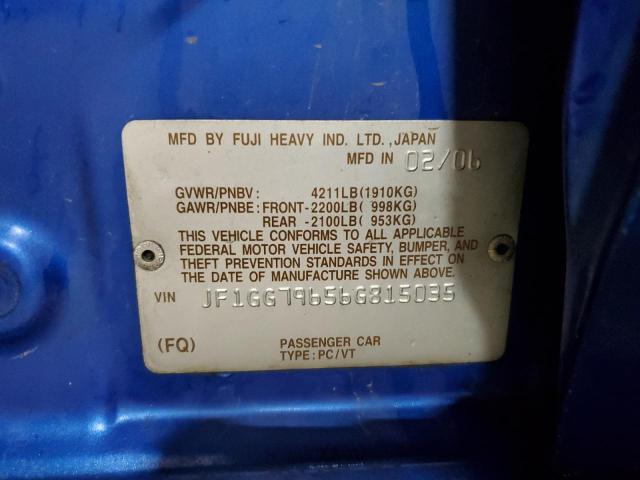 MFD BY FUJI HEAVY IND. LTD.,JAPAN
MFD IN 02/06
GVWR/PNBV: 4211LB(1910KG)
GAWR/PNBE:FRONT-2200LB( 998KG)
REAR -2100LB( 953KG)
THIS VEHICLE CONFORMS TO ALL APPLICABLE
FEDERAL MOTOR VEHICLE SAFETY, BUMPER, AND
THEFT PREVENTION STANDARDS IN EFFECT ON
THE DATE OF MANUFACTURE SHOWN ABOVE.
VIN JF1GG79656G815035
(FQ) PASSENGER CAR
TYPE:PC/VT